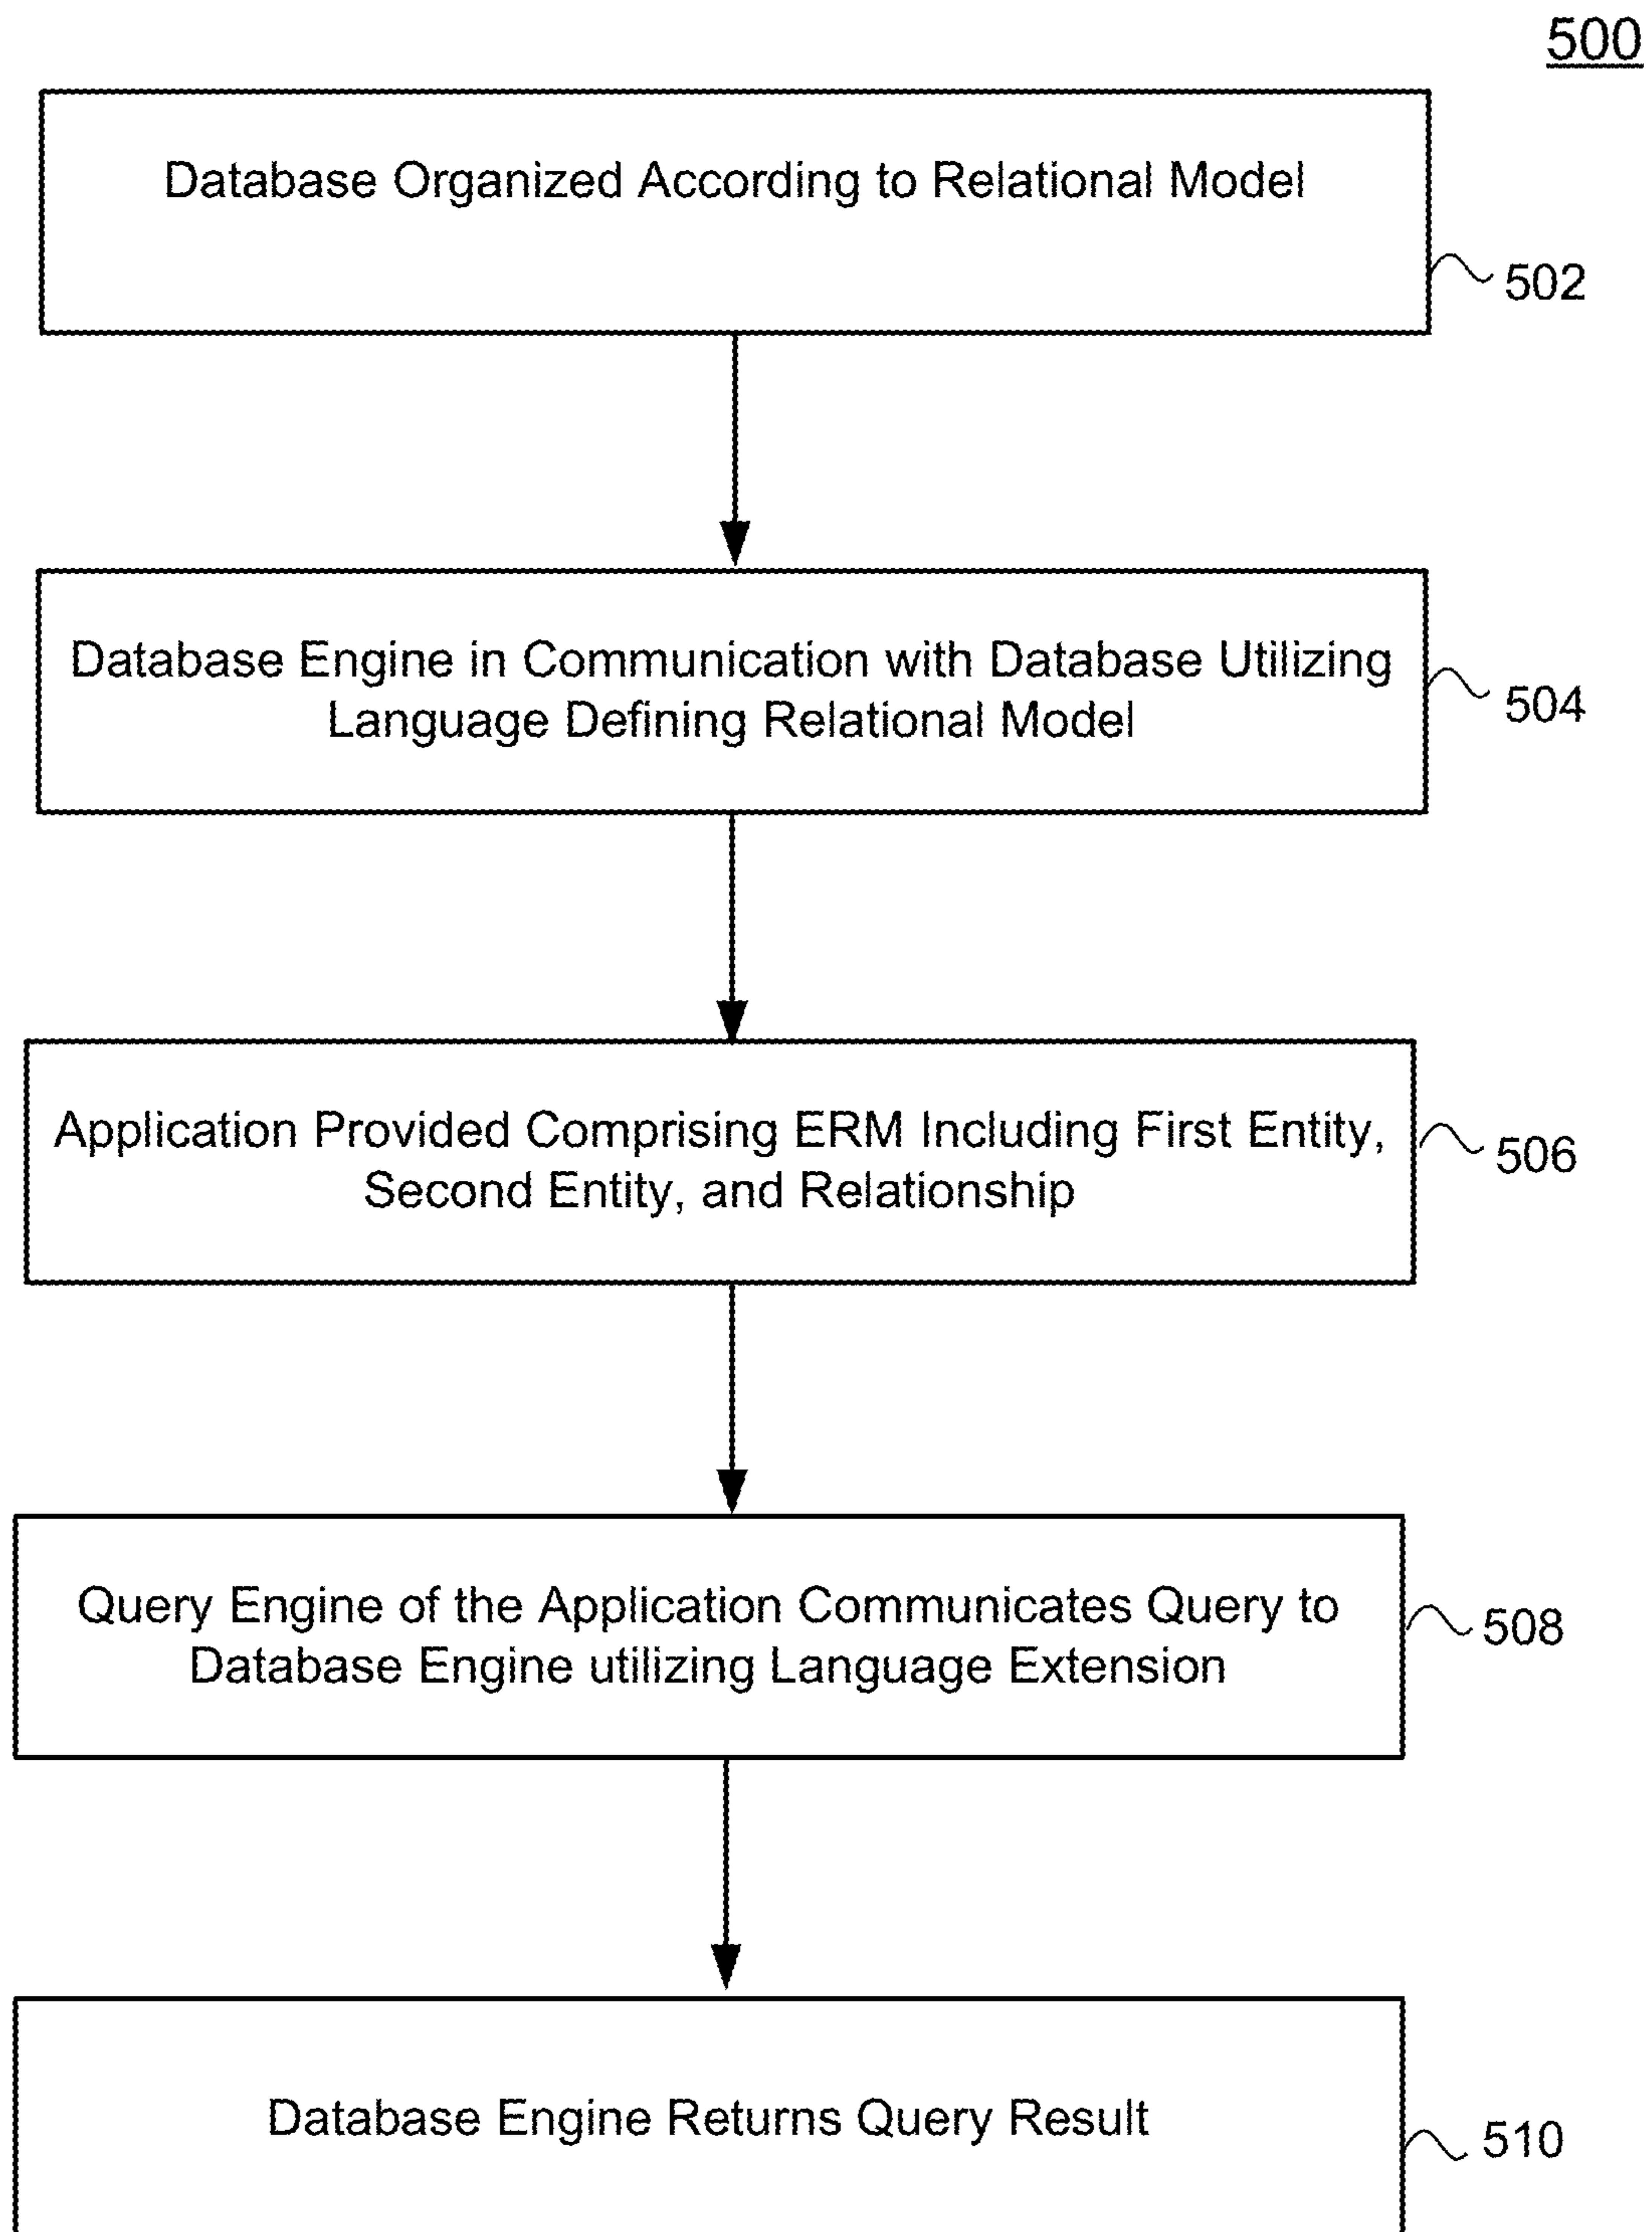 500
Database Organized According to Relational Model
502
Database Engine in Communication with Database Utilizing
Language Defining Relational Model
504
Application Provided Comprising ERM Including First Entity,
Second Entity, and Relationship
506
Query Engine of the Application Communicates Query to
Database Engine utilizing Language Extension
508
Database Engine Returns Query Result
510